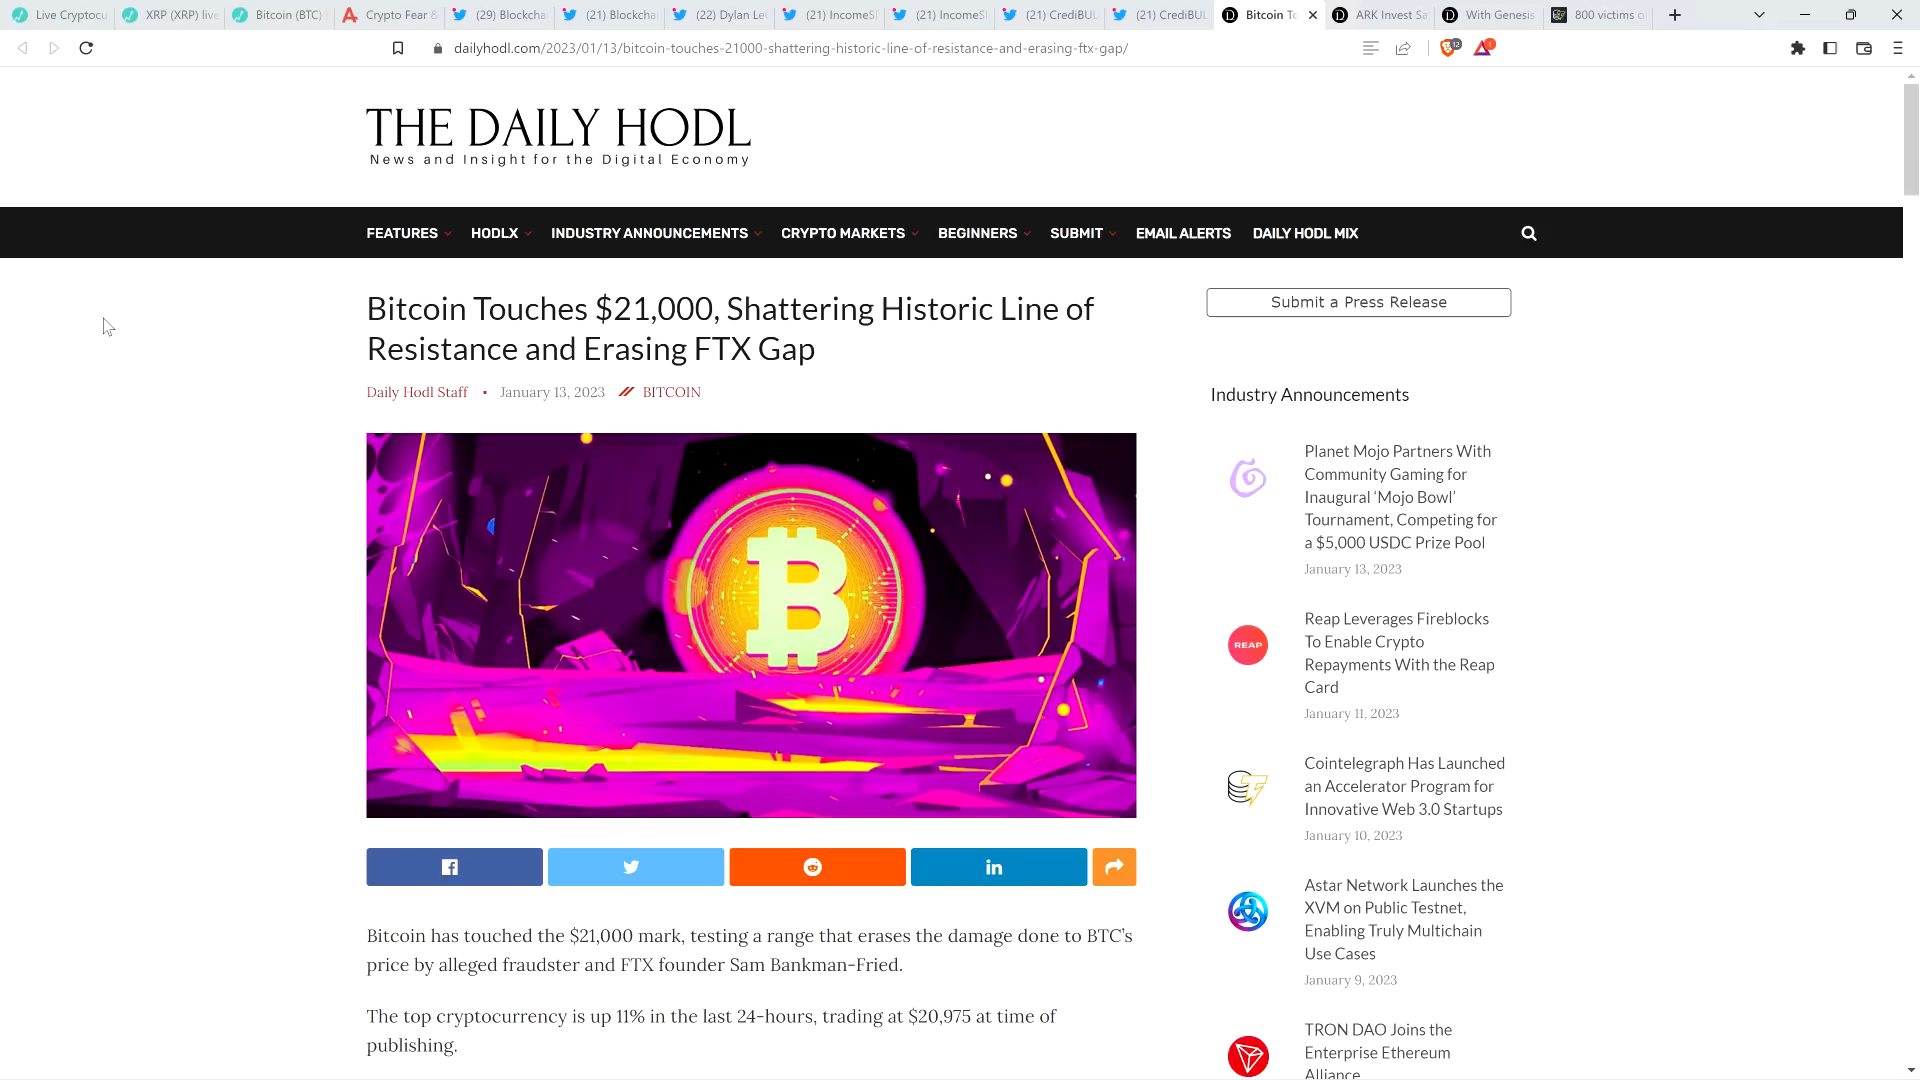 Live Cryptocu
XRP (XRP) live
Bitcoin (BTC)
Crypto Fear &
(29) Blockcha
(21) Blockcha
(22) Dylan Le
(21) IncomeS
(21) IncomeS
(21) CrediBUL
(21) CrediBUL
Bitcoin To
ARK Invest Sa
With Genesis
800 victims o
dailyhodl.com/2023/01/13/bitcoin-touches-21000-shattering-historic-line-of-resistance-and-erasing-ftx-gap/
12
1
THE DAILY HODL
News and Insight for the Digital Economy
FEATURES HODLX INDUSTRY ANNOUNCEMENTS CRYPTO MARKETS BEGINNERS SUBMIT EMAIL ALERTS DAILY HODL MIX
Bitcoin Touches $21,000, Shattering Historic Line of
Resistance and Erasing FTX Gap
Daily Hodl Staff • January 13, 2023 // BITCOIN
Bitcoin has touched the $21,000 mark, testing a range that erases the damage done to BTC’s
price by alleged fraudster and FTX founder Sam Bankman-Fried.
The top cryptocurrency is up 11% in the last 24-hours, trading at $20,975 at time of
publishing.
Submit a Press Release
Industry Announcements
Planet Mojo Partners With
Community Gaming for
Inaugural ‘Mojo Bowl’
Tournament, Competing for
a $5,000 USDC Prize Pool
January 13, 2023
REAP
Reap Leverages Fireblocks
To Enable Crypto
Repayments With the Reap
Card
January 11, 2023
Cointelegraph Has Launched
an Accelerator Program for
Innovative Web 3.0 Startups
January 10, 2023
Astar Network Launches the
XVM on Public Testnet,
Enabling Truly Multichain
Use Cases
January 9, 2023
TRON DAO Joins the
Enterprise Ethereum
Alliance